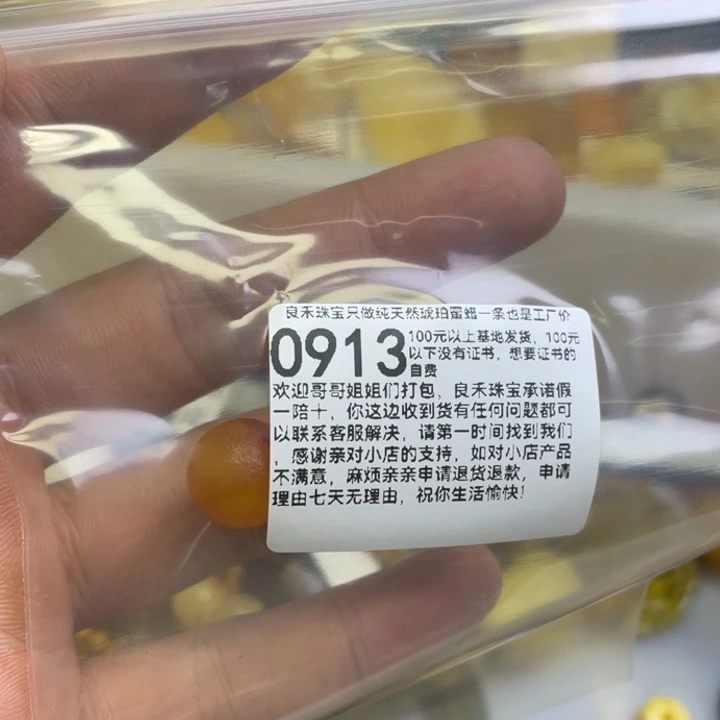 良禾珠宝只做纯天然琥珀蜜蜡一条也是工厂价
0913
100元以上基地发货，100元
以下没有证书，想要证书的
自费
欢迎哥哥姐姐们打包，良禾珠宝承诺假
一陪十，你这边收到货有任何问题都可
以联系客服解决，请第一时间找到我们
，感谢亲对小店的支持，如对小店产品
不满意，麻烦亲亲申请退货退款，申请
理由七天无理由，祝你生活愉快！